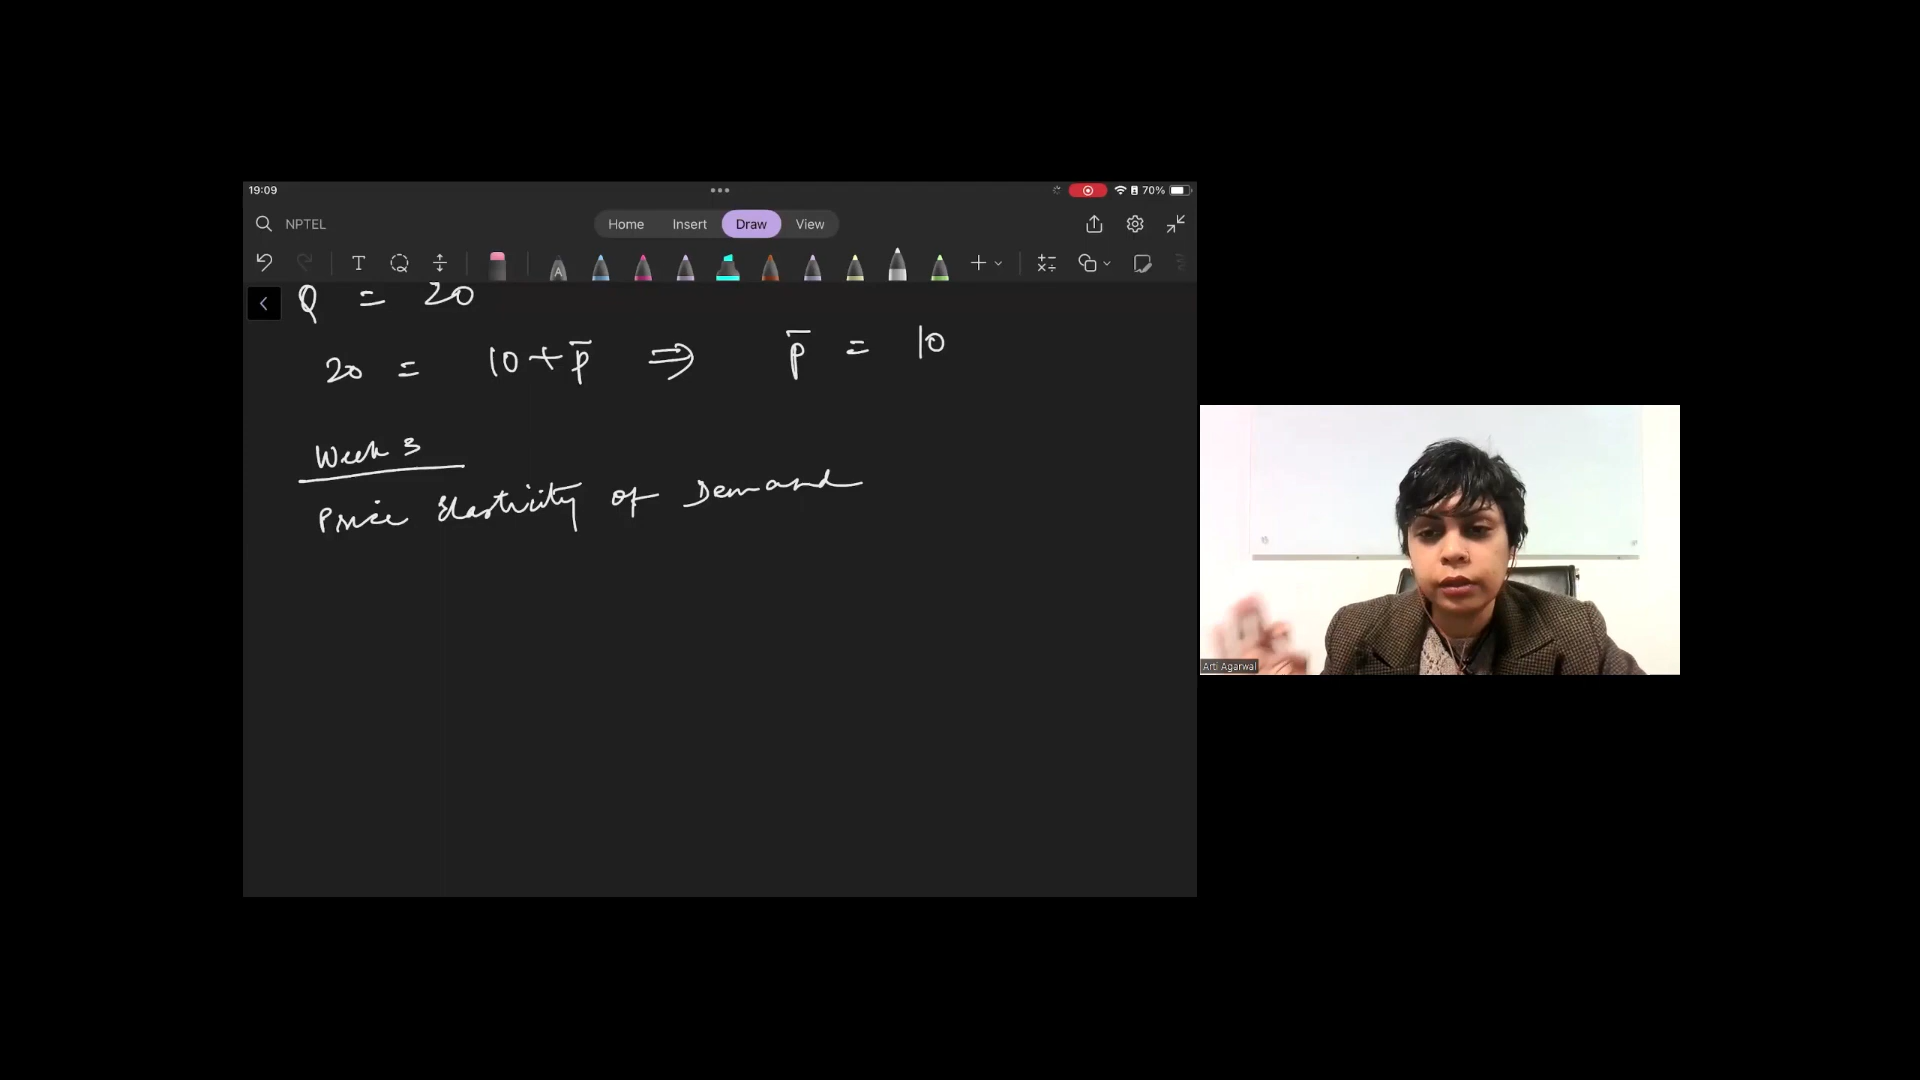 19:09
70%
NPTEL
Home Insert Draw View
T
A
Q = 20
20 = 10 + p̄ ⇒ p̄ = 10
Week 3
Price Elasticity of Demand
Arti Agarwal